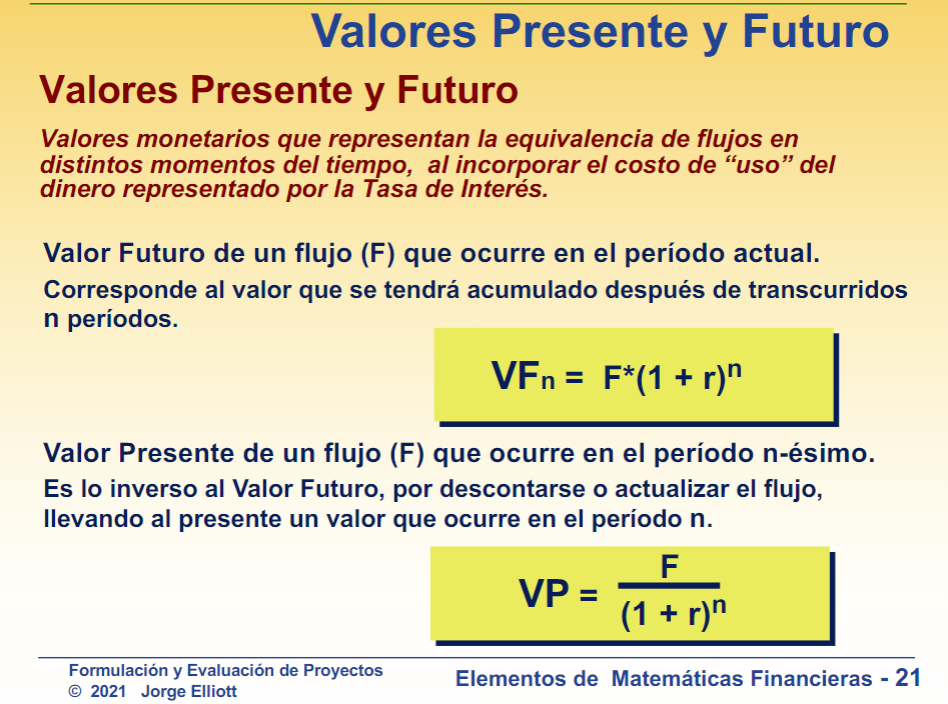 Valores Presente y Futuro
Valores Presente y Futuro
Valores monetarios que representan la equivalencia de flujos en
distintos momentos del tiempo, al incorporar el costo de “uso” del
dinero representado por la Tasa de Interés.
Valor Futuro de un flujo (F) que ocurre en el período actual.
Corresponde al valor que se tendrá acumulado después de transcurridos
n períodos.
VFn = F*(1 + r)^n
Valor Presente de un flujo (F) que ocurre en el período n-ésimo.
Es lo inverso al Valor Futuro, por descontarse o actualizar el flujo,
llevando al presente un valor que ocurre en el período n.
F
VP =
(1 + r)^n
Formulación y Evaluación de Proyectos
© 2021 Jorge Elliott
Elementos de Matemáticas Financieras - 21